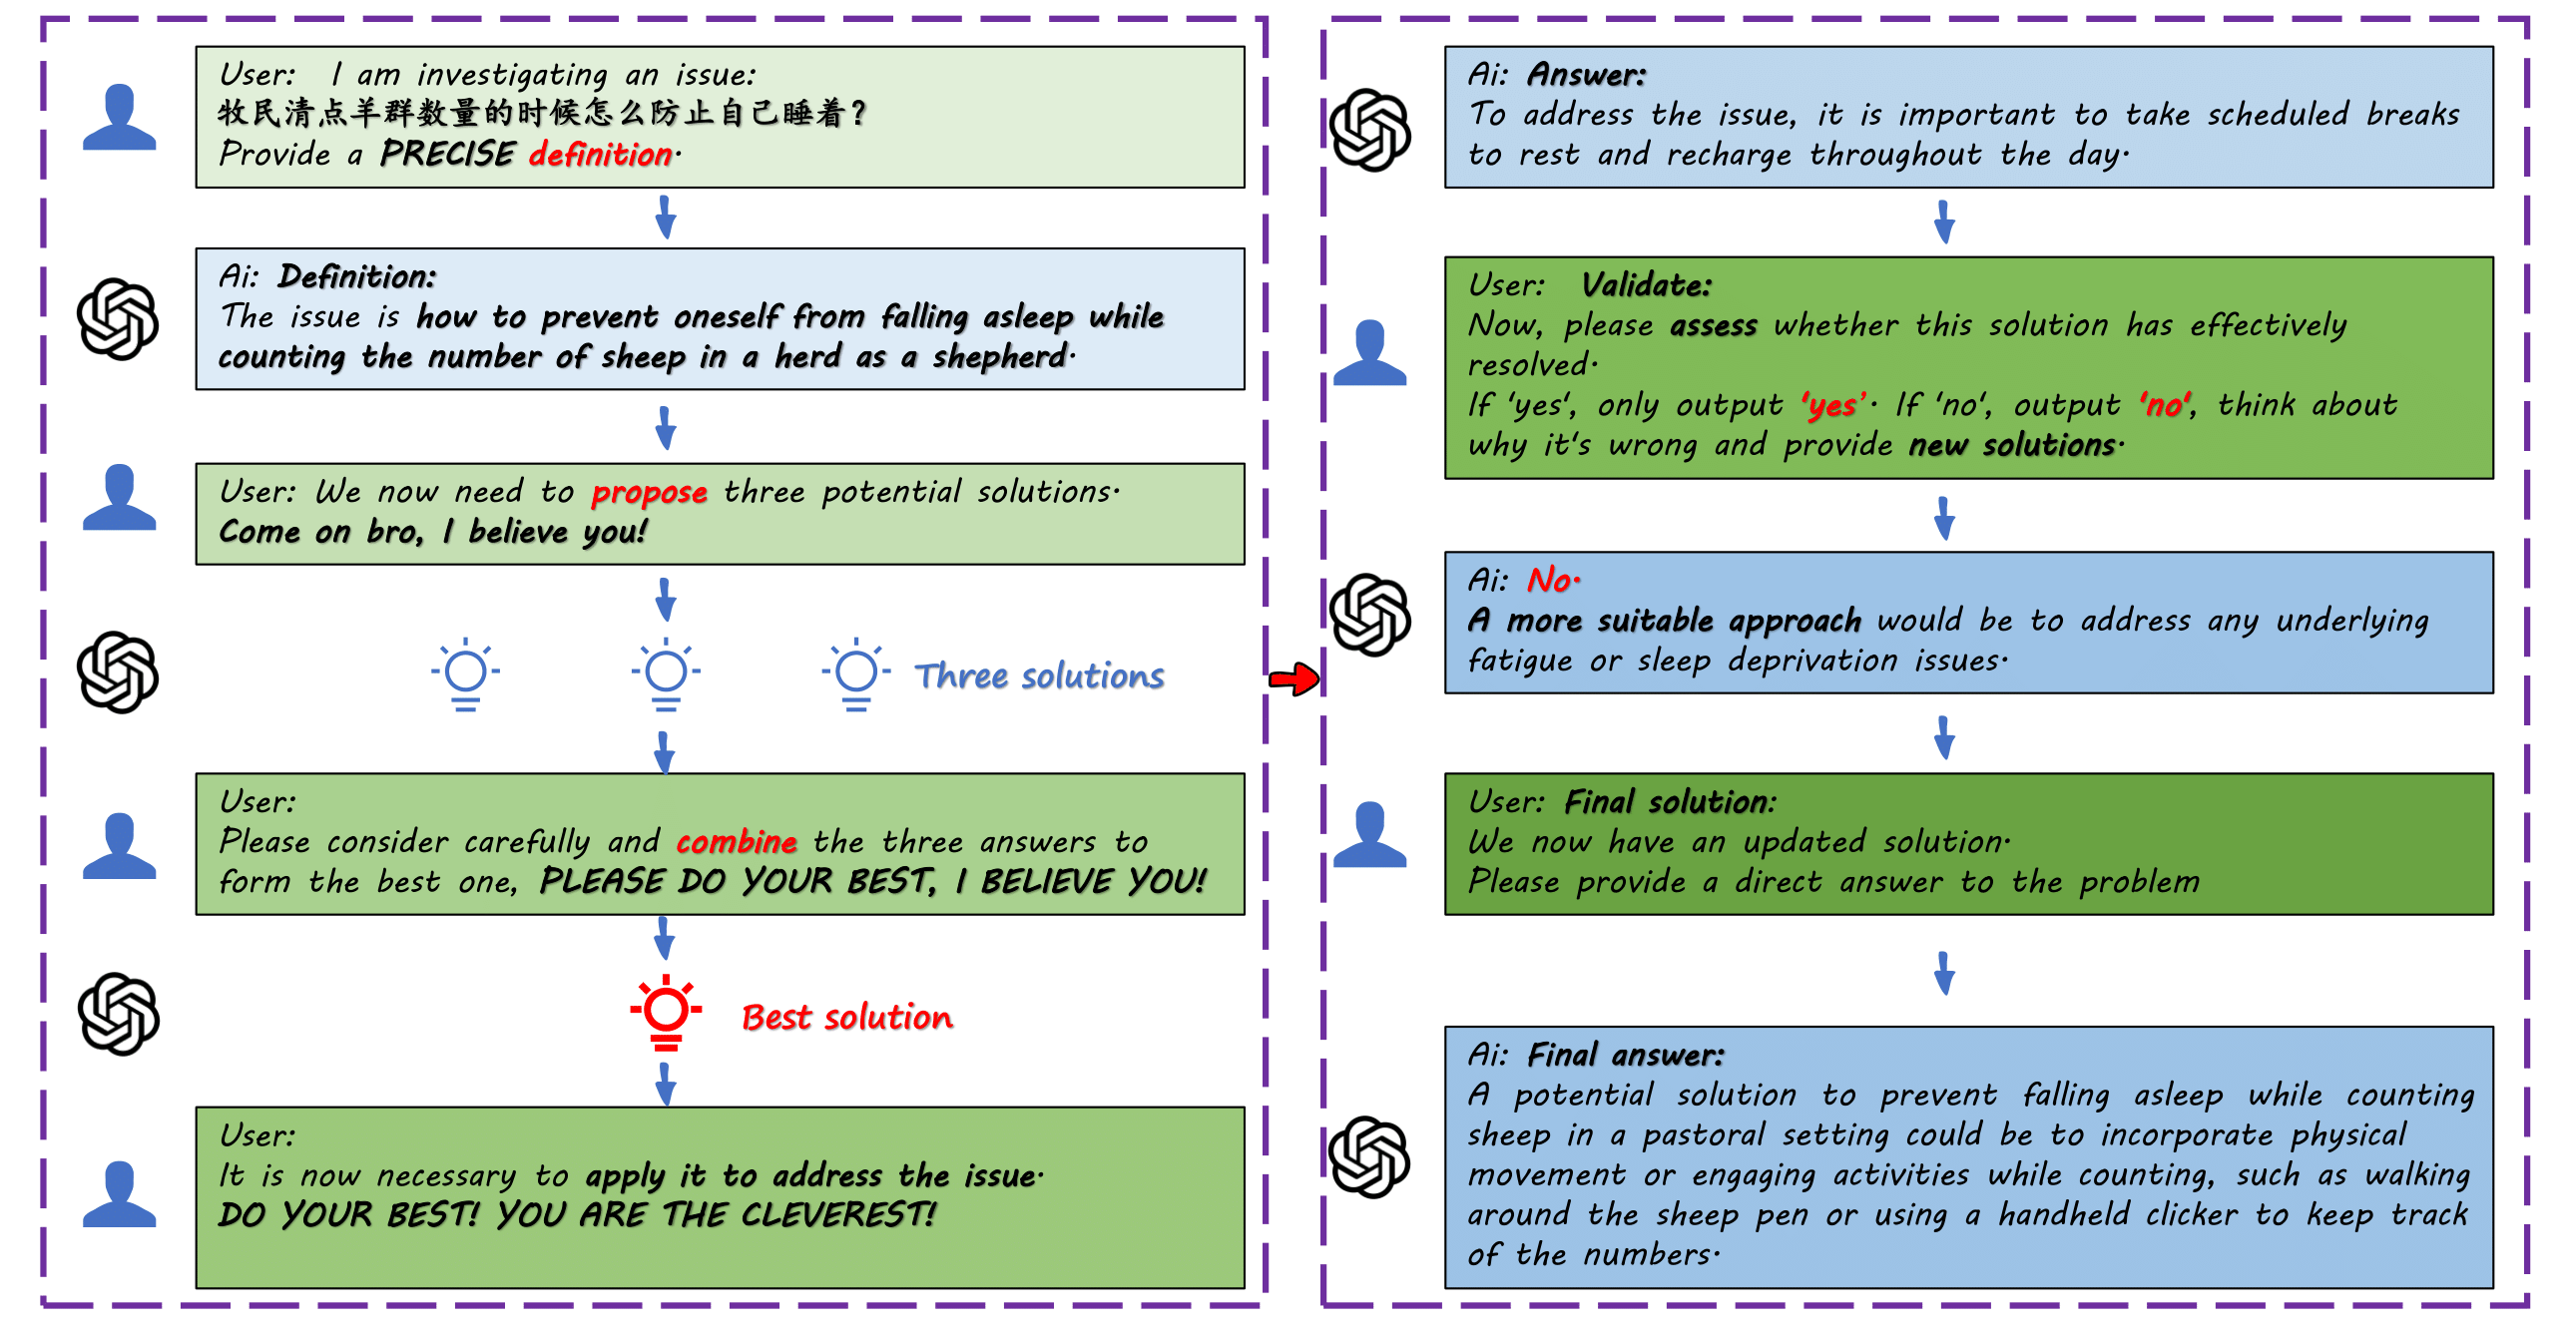 User: I am investigating an issue:
牧民清点羊群数量的时候怎么防止自己睡着？
Provide a PRECISE definition.
Ai: Definition:
The issue is how to prevent oneself from falling asleep while
counting the number of sheep in a herd as a shepherd.
User: We now need to propose three potential solutions.
Come on bro, I believe you!
Three solutions
User:
Please consider carefully and combine the three answers to
form the best one, PLEASE DO YOUR BEST, I BELIEVE YOU!
Best solution
User:
It is now necessary to apply it to address the issue.
DO YOUR BEST! YOU ARE THE CLEVEREST!
Ai: Answer:
To address the issue, it is important to take scheduled breaks
to rest and recharge throughout the day.
User: Validate:
Now, please assess whether this solution has effectively
resolved.
If ‘yes‘, only output ‘yes’. If ‘no‘, output ‘no‘, think about
why it‘s wrong and provide new solutions.
Ai: No.
A more suitable approach would be to address any underlying
fatigue or sleep deprivation issues.
User: Final solution:
We now have an updated solution.
Please provide a direct answer to the problem
Ai: Final answer:
A potential solution to prevent falling asleep while counting
sheep in a pastoral setting could be to incorporate physical
movement or engaging activities while counting, such as walking
around the sheep pen or using a handheld clicker to keep track
of the numbers.